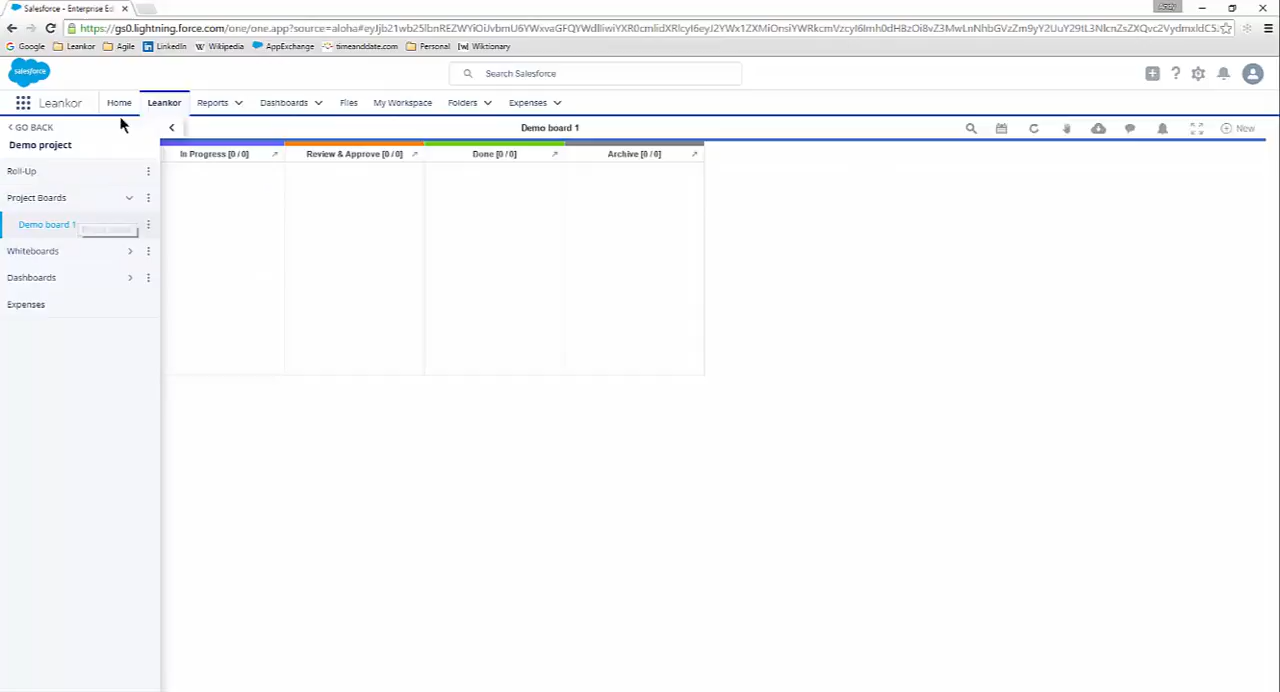 Salesforce - Enterprise Ed
https://gs0.lightning.force.com/one/one.app?source=aloha#
Google Leankor Agile LinkedIn Wikipedia AppExchange timeanddate.com Personal Wiktionary
salesforce
Search Salesforce
Leankor Home Leankor Reports Dashboards Files My Workspace Folders Expenses
GO BACK
Demo board 1
New
Demo project
In Progress [0 / 0] Review & Approve [0 / 0] Done [0 / 0] Archive [0 / 0]
Roll-Up
Project Boards
Demo board 1
Whiteboards
Dashboards
Expenses